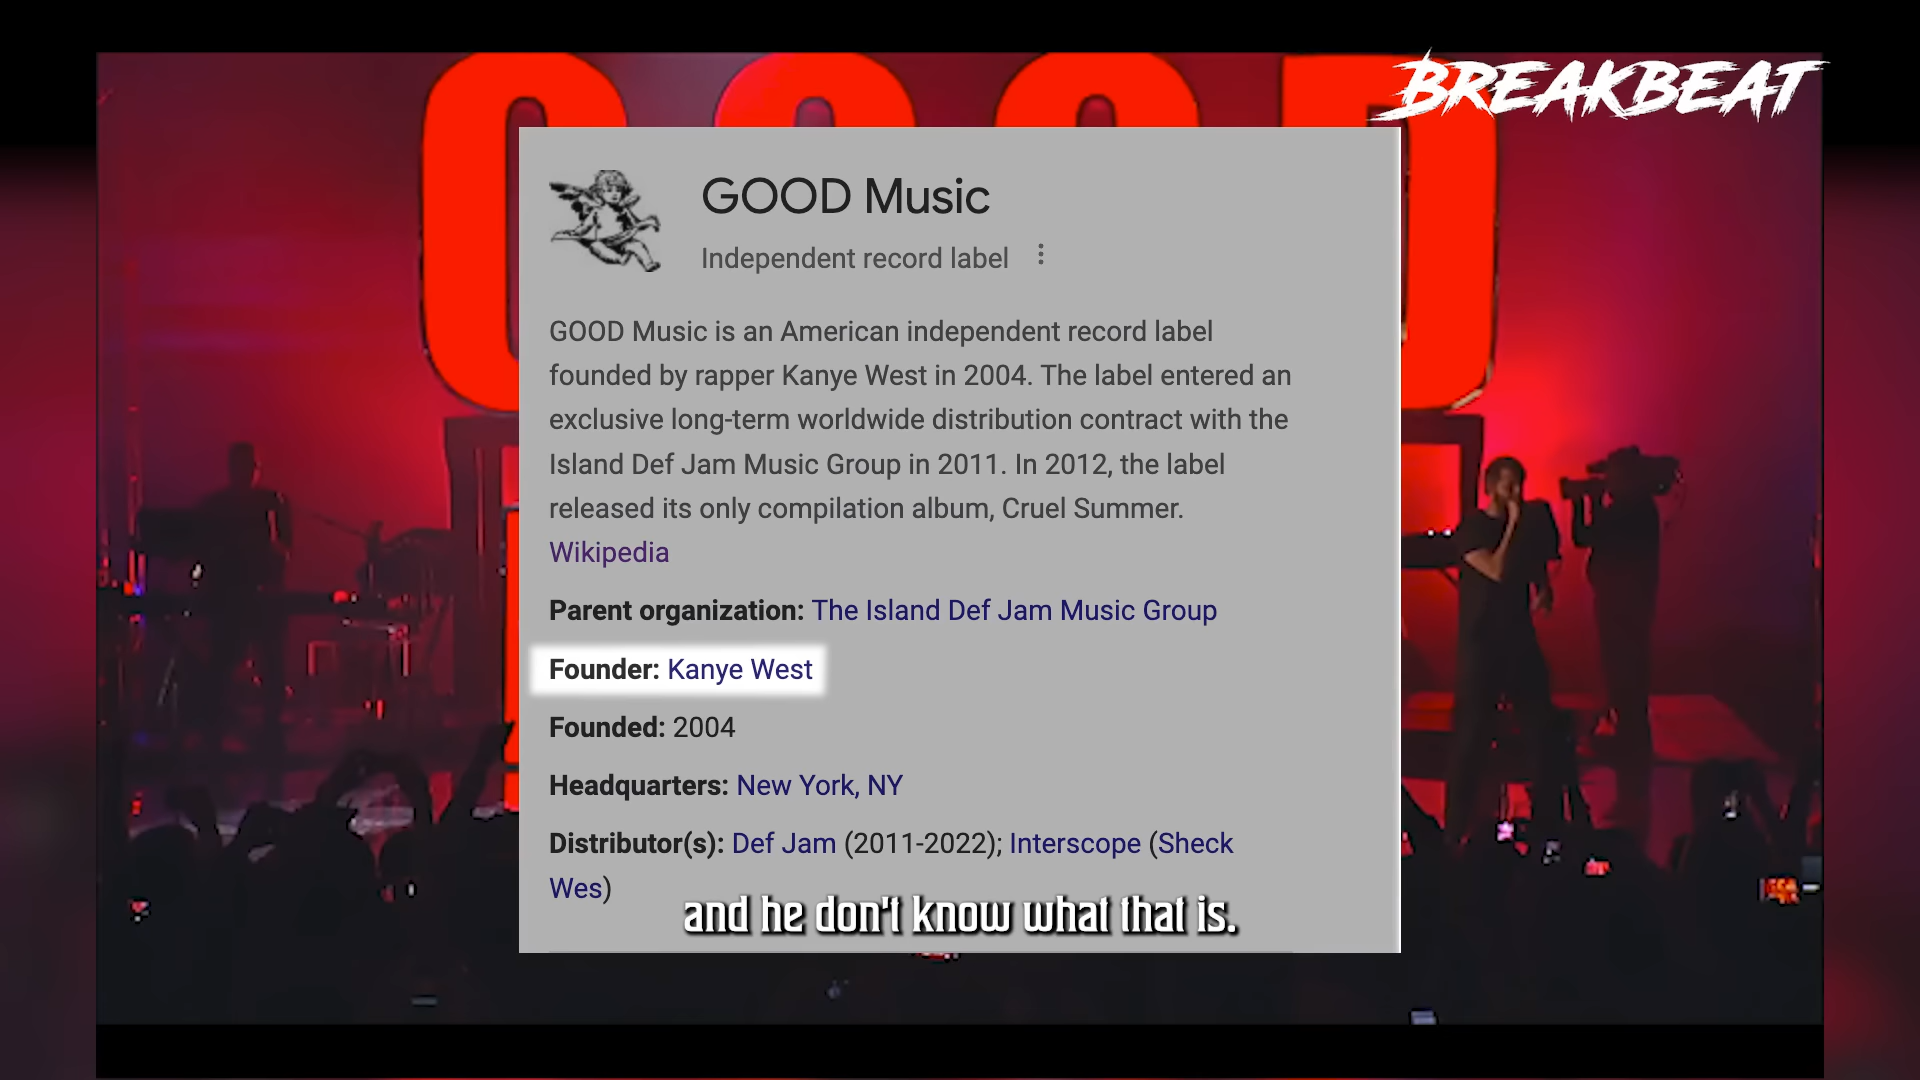 GOOD
BREAKBEAT
GOOD Music
Independent record label
GOOD Music is an American independent record label
founded by rapper Kanye West in 2004. The label entered an
exclusive long-term worldwide distribution contract with the
Island Def Jam Music Group in 2011. In 2012, the label
released its only compilation album, Cruel Summer.
Wikipedia
Parent organization: The Island Def Jam Music Group
Founder: Kanye West
Founded: 2004
Headquarters: New York, NY
Distributor(s): Def Jam (2011-2022); Interscope (Sheck
Wes)
and he don't know what that is.